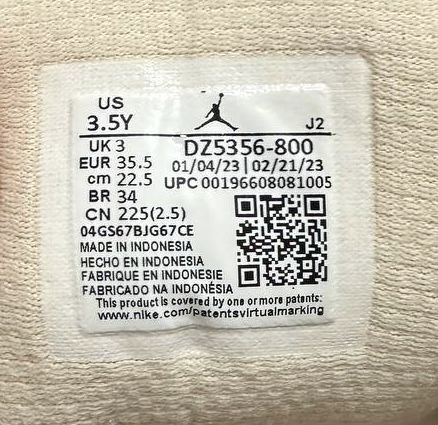 US
3.5Y
J2
UK 3
DZ5356-800
EUR 35.5
01/04/23 | 02/21/23
cm 22.5
UPC 00196608081005
BR 34
CN 225(2.5)
04GS67BJG67CE
MADE IN INDONESIA
HECHO EN INDONESIA
FABRIQUE EN INDONESIE
FABRICADO NA INDONÉSIA
This product is covered by one or more patents:
www.nike.com/patentsvirtualmarking